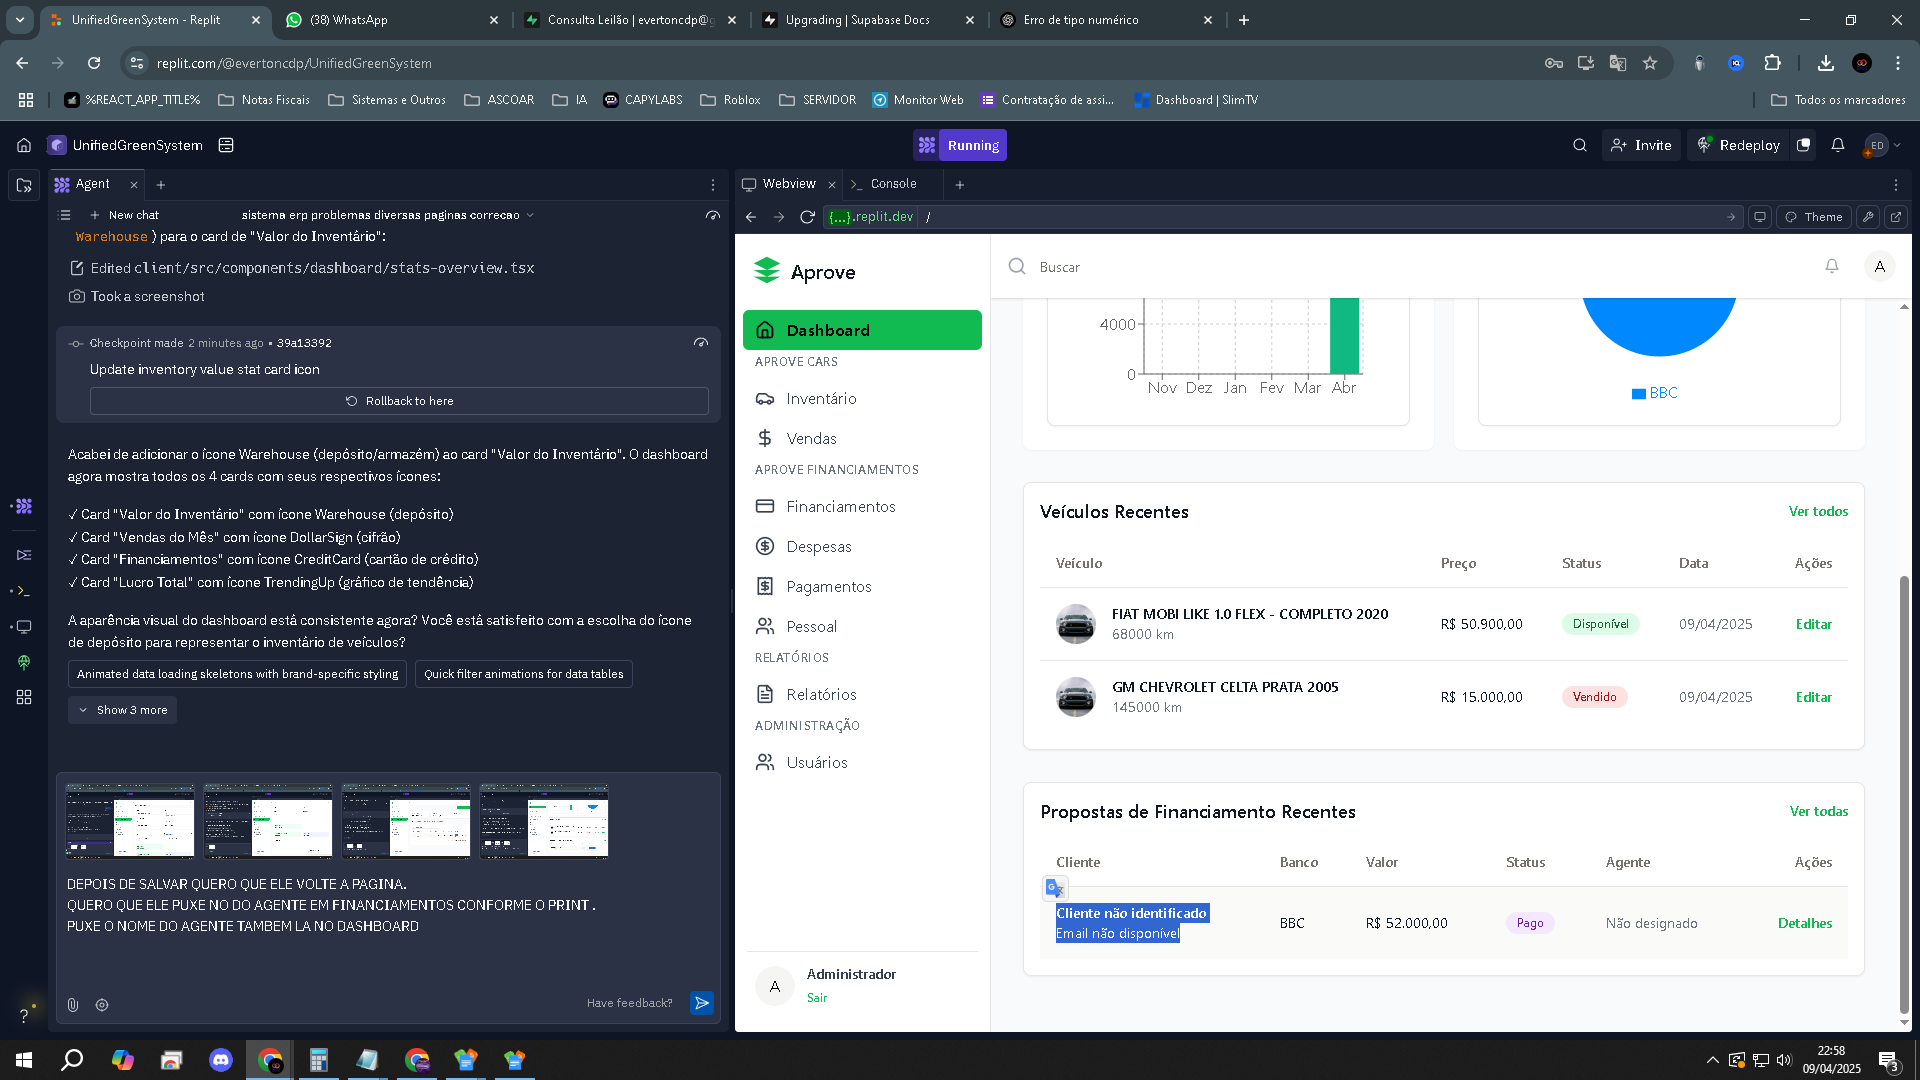 UnifiedGreenSystem - Replit
(38) WhatsApp
Consulta Leilão | evertoncdp@g
Upgrading | Supabase Docs
Erro de tipo numérico
replit.com/@evertoncdp/UnifiedGreenSystem
%REACT_APP_TITLE%
Notas Fiscais
Sistemas e Outros
ASCOAR
IA
CAPYLABS
Roblox
SERVIDOR
Monitor Web
Contratação de assi...
Dashboard | SlimTV
Todos os marcadores
UnifiedGreenSystem
Running
Invite
Redeploy
ED
Agent
New chat
sistema erp problemas diversas paginas correcao
Warehouse ) para o card de "Valor do Inventário":
Edited client/src/components/dashboard/stats-overview.tsx
Took a screenshot
Checkpoint made 2 minutes ago • 39a13392
Update inventory value stat card icon
Rollback to here
Acabei de adicionar o ícone Warehouse (depósito/armazém) ao card "Valor do Inventário". O dashboard
agora mostra todos os 4 cards com seus respectivos ícones:
✓ Card "Valor do Inventário" com ícone Warehouse (depósito)
✓ Card "Vendas do Mês" com ícone DollarSign (cifrão)
✓ Card "Financiamentos" com ícone CreditCard (cartão de crédito)
✓ Card "Lucro Total" com ícone TrendingUp (gráfico de tendência)
A aparência visual do dashboard está consistente agora? Você está satisfeito com a escolha do ícone
de depósito para representar o inventário de veículos?
Animated data loading skeletons with brand-specific styling
Quick filter animations for data tables
Show 3 more
DEPOIS DE SALVAR QUERO QUE ELE VOLTE A PAGINA.
QUERO QUE ELE PUXE NO DO AGENTE EM FINANCIAMENTOS CONFORME O PRINT .
PUXE O NOME DO AGENTE TAMBEM LA NO DASHBOARD
Have feedback?
?
Webview
Console
{...}.replit.dev
/
Theme
Aprove
Dashboard
APROVE CARS
Inventário
Vendas
APROVE FINANCIAMENTOS
Financiamentos
Despesas
Pagamentos
Pessoal
RELATÓRIOS
Relatórios
ADMINISTRAÇÃO
Usuários
A
Administrador
Sair
Buscar
A
4000
0
Nov Dez Jan Fev Mar Abr
BBC
Veículos Recentes
Ver todos
Veículo Preço Status Data Ações
FIAT MOBI LIKE 1.0 FLEX - COMPLETO 2020
68000 km
R$ 50.900,00 Disponível 09/04/2025 Editar
GM CHEVROLET CELTA PRATA 2005
145000 km
R$ 15.000,00 Vendido 09/04/2025 Editar
Propostas de Financiamento Recentes
Ver todas
Cliente Banco Valor Status Agente Ações
Cliente não identificado
Email não disponível
BBC R$ 52.000,00 Pago Não designado Detalhes
22:58
09/04/2025
3